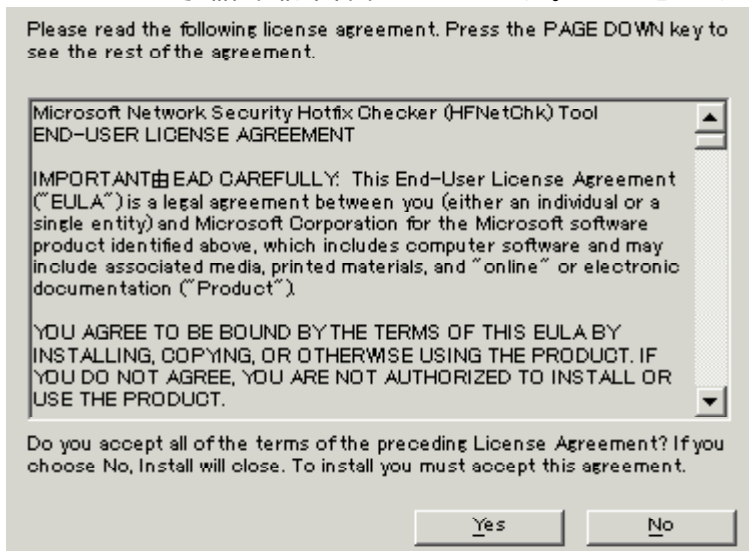 Please read the following license agreement. Press the PAGE DOWN key to
see the rest of the agreement.
Microsoft Network Security Hotfix Checker (HFNetChk) Tool
END-USER LICENSE AGREEMENT
IMPORTANT由EAD CAREFULLY: This End-User License Agreement
("EULA") is a legal agreement between you (either an individual or a
single entity) and Microsoft Corporation for the Microsoft software
product identified above, which includes computer software and may
include associated media, printed materials, and "online" or electronic
documentation ("Product").
YOU AGREE TO BE BOUND BY THE TERMS OF THIS EULA BY
INSTALLING, COPYING, OR OTHERWISE USING THE PRODUCT. IF
YOU DO NOT AGREE, YOU ARE NOT AUTHORIZED TO INSTALL OR
USE THE PRODUCT.
Do you accept all of the terms of the preceding License Agreement? If you
choose No, Install will close. To install you must accept this agreement.
Yes
No